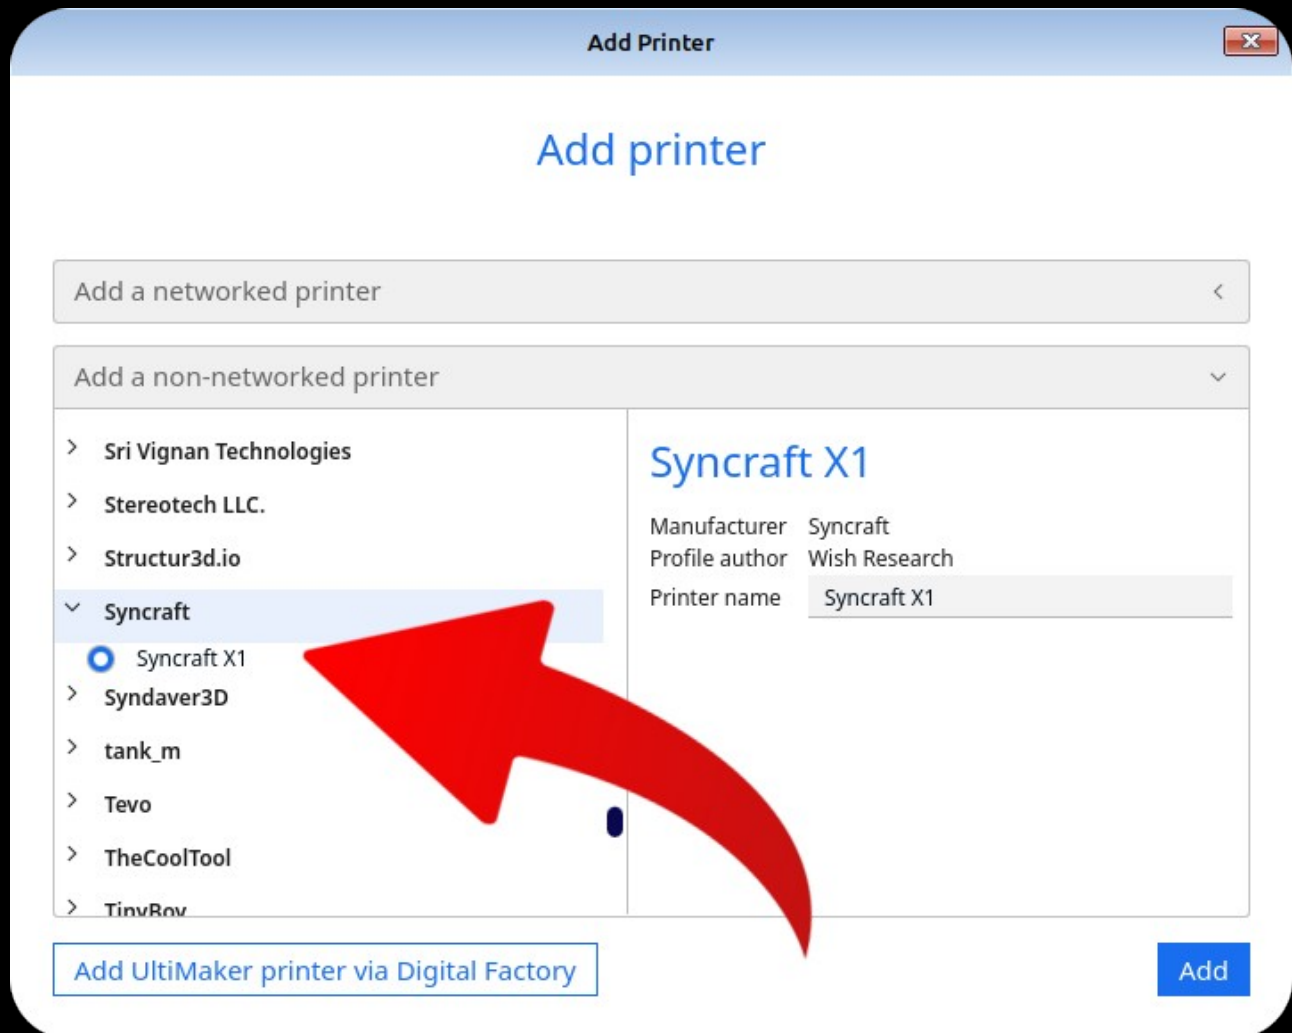 Add Printer
Add printer
Add a networked printer
Add a non-networked printer
Sri Vignan Technologies
Stereotech LLC.
Structur3d.io
Syncraft
Syncraft X1
Syndaver3D
tank_m
Tevo
TheCoolTool
TinyBoy
Syncraft X1
Manufacturer Syncraft
Profile author Wish Research
Printer name Syncraft X1
Add UltiMaker printer via Digital Factory
Add